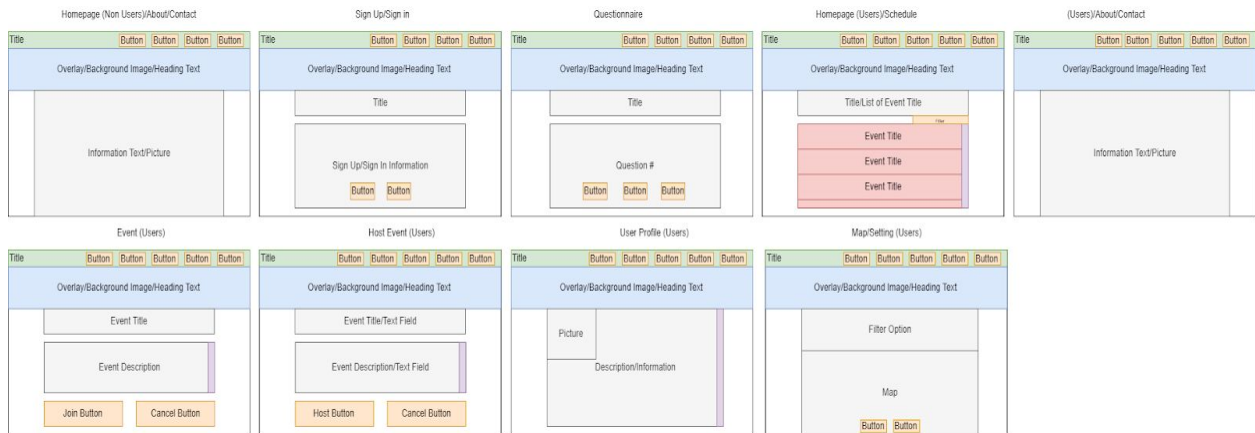 Homepage (Non Users)/About/Contact
Title Button Button Button Button
Overlay/Background Image/Heading Text
Information Text/Picture
Sign Up/Sign in
Title Button Button Button Button
Overlay/Background Image/Heading Text
Title
Sign Up/Sign In Information
Button Button
Questionnaire
Title Button Button Button Button
Overlay/Background Image/Heading Text
Title
Question #
Button Button Button
Homepage (Users)/Schedule
Title Button Button Button Button Button
Overlay/Background Image/Heading Text
Title/List of Event Title
Event Title
Event Title
Event Title
(Users)/About/Contact
Title Button Button Button Button Button
Overlay/Background Image/Heading Text
Information Text/Picture
Event (Users)
Title Button Button Button Button Button
Overlay/Background Image/Heading Text
Event Title
Event Description
Join Button Cancel Button
Host Event (Users)
Title Button Button Button Button Button
Overlay/Background Image/Heading Text
Event Title/Text Field
Event Description/Text Field
Host Button Cancel Button
User Profile (Users)
Title Button Button Button Button Button
Overlay/Background Image/Heading Text
Picture
Description/Information
Map/Setting (Users)
Title Button Button Button Button Button
Overlay/Background Image/Heading Text
Filter Option
Map
Button Button